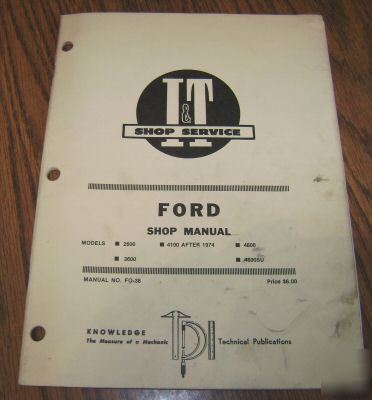 I&T
SHOP SERVICE
FORD
SHOP MANUAL
MODELS ■ 2600 ■ 4100 AFTER 1974 ■ 4600
■ 3600 ■ 4600SU
MANUAL NO. FO-38 Price $6.00
KNOWLEDGE
The Measure of a Mechanic
TPI Technical Publications